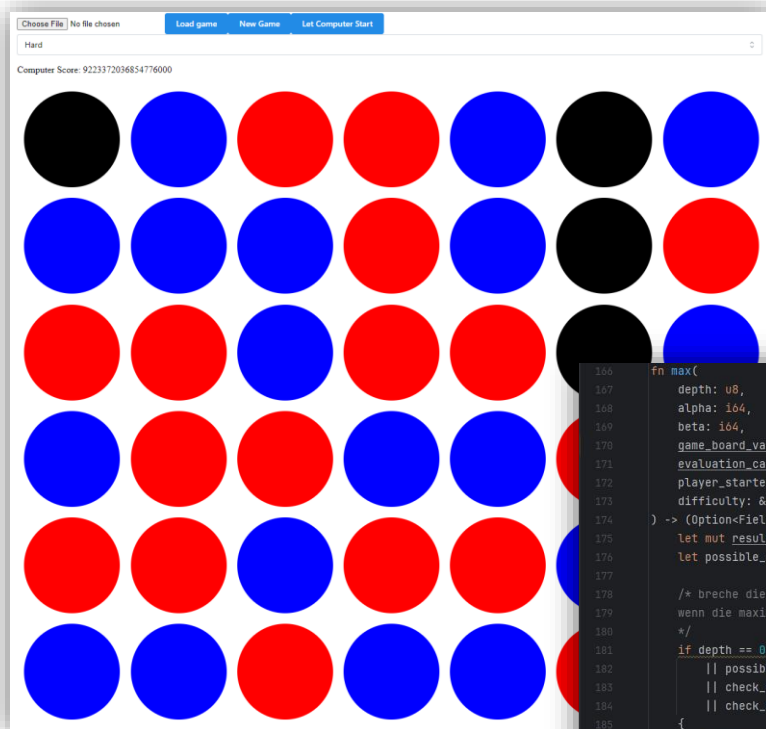 Choose File No file chosen Load game New Game Let Computer Start
Hard
Computer Score: 9223372036854776000
166 fn max(
167 depth: u8,
168 alpha: i64,
169 beta: i64,
170 game_board_va
171 evaluation_ca
172 player_starte
173 difficulty: &
174 ) -> (Option<Fiel
175 let mut resul
176 let possible_
177
178 /* breche die
179 wenn die maxi
180 */
181 if depth == 0
182 || possib
183 || check_
184 || check_
185 {